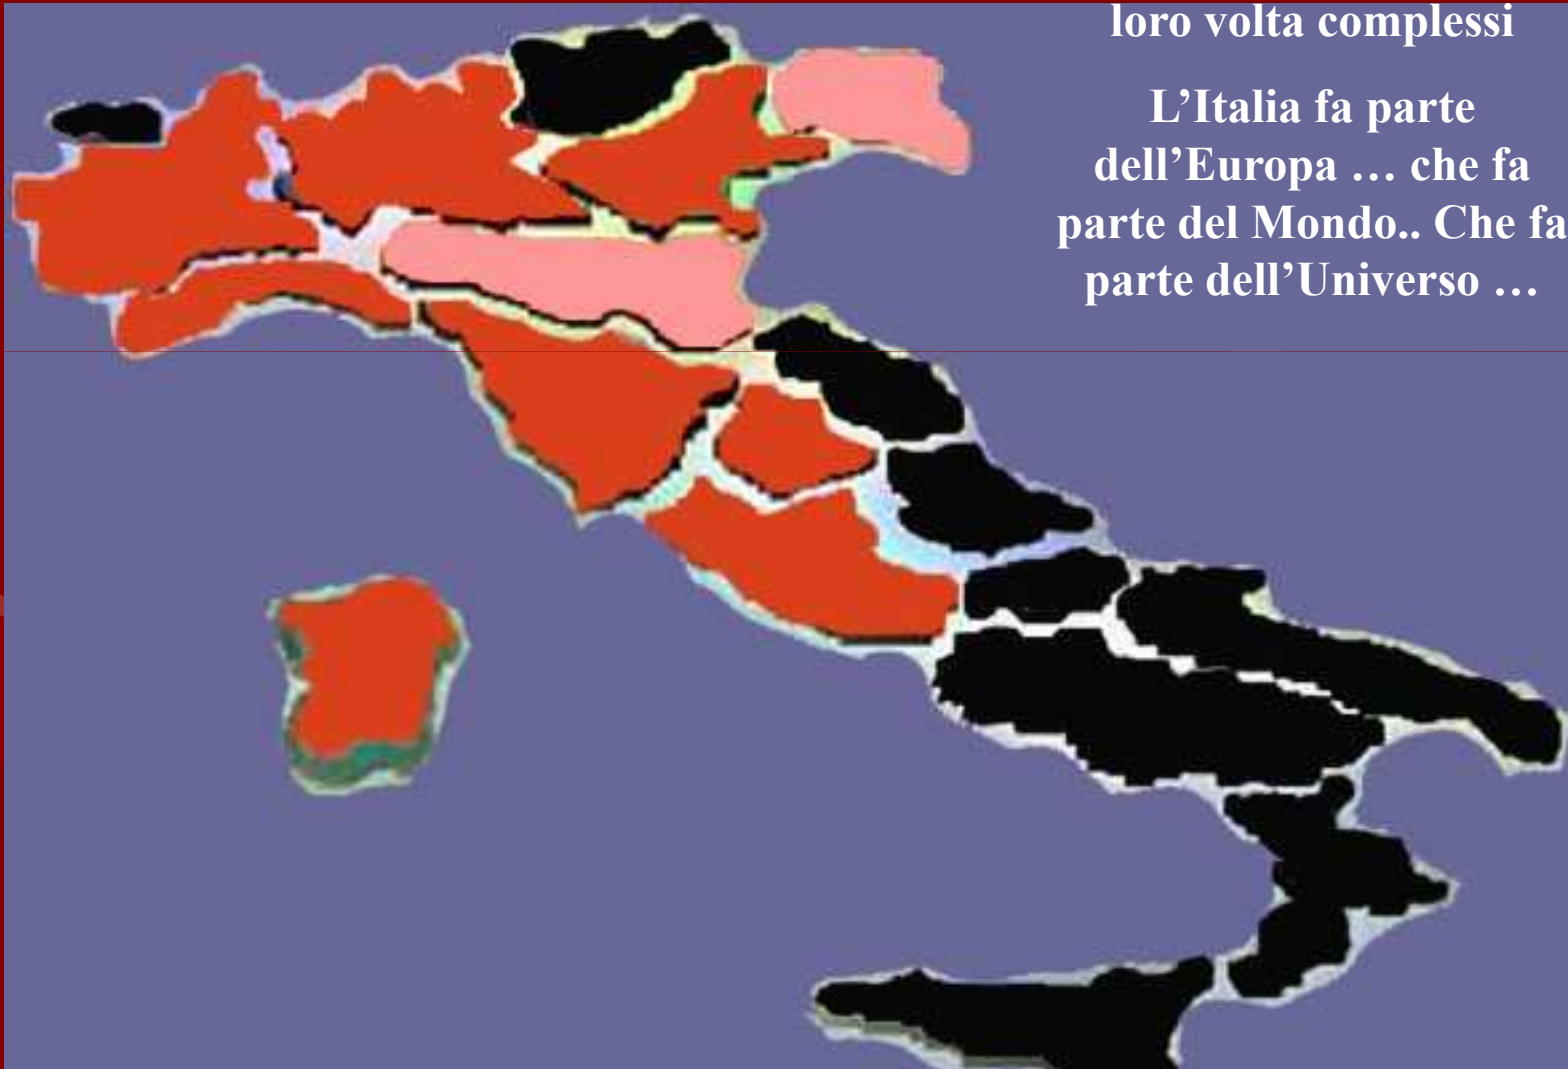 loro volta complessi
L’Italia fa parte
dell’Europa … che fa
parte del Mondo.. Che fa
parte dell’Universo …